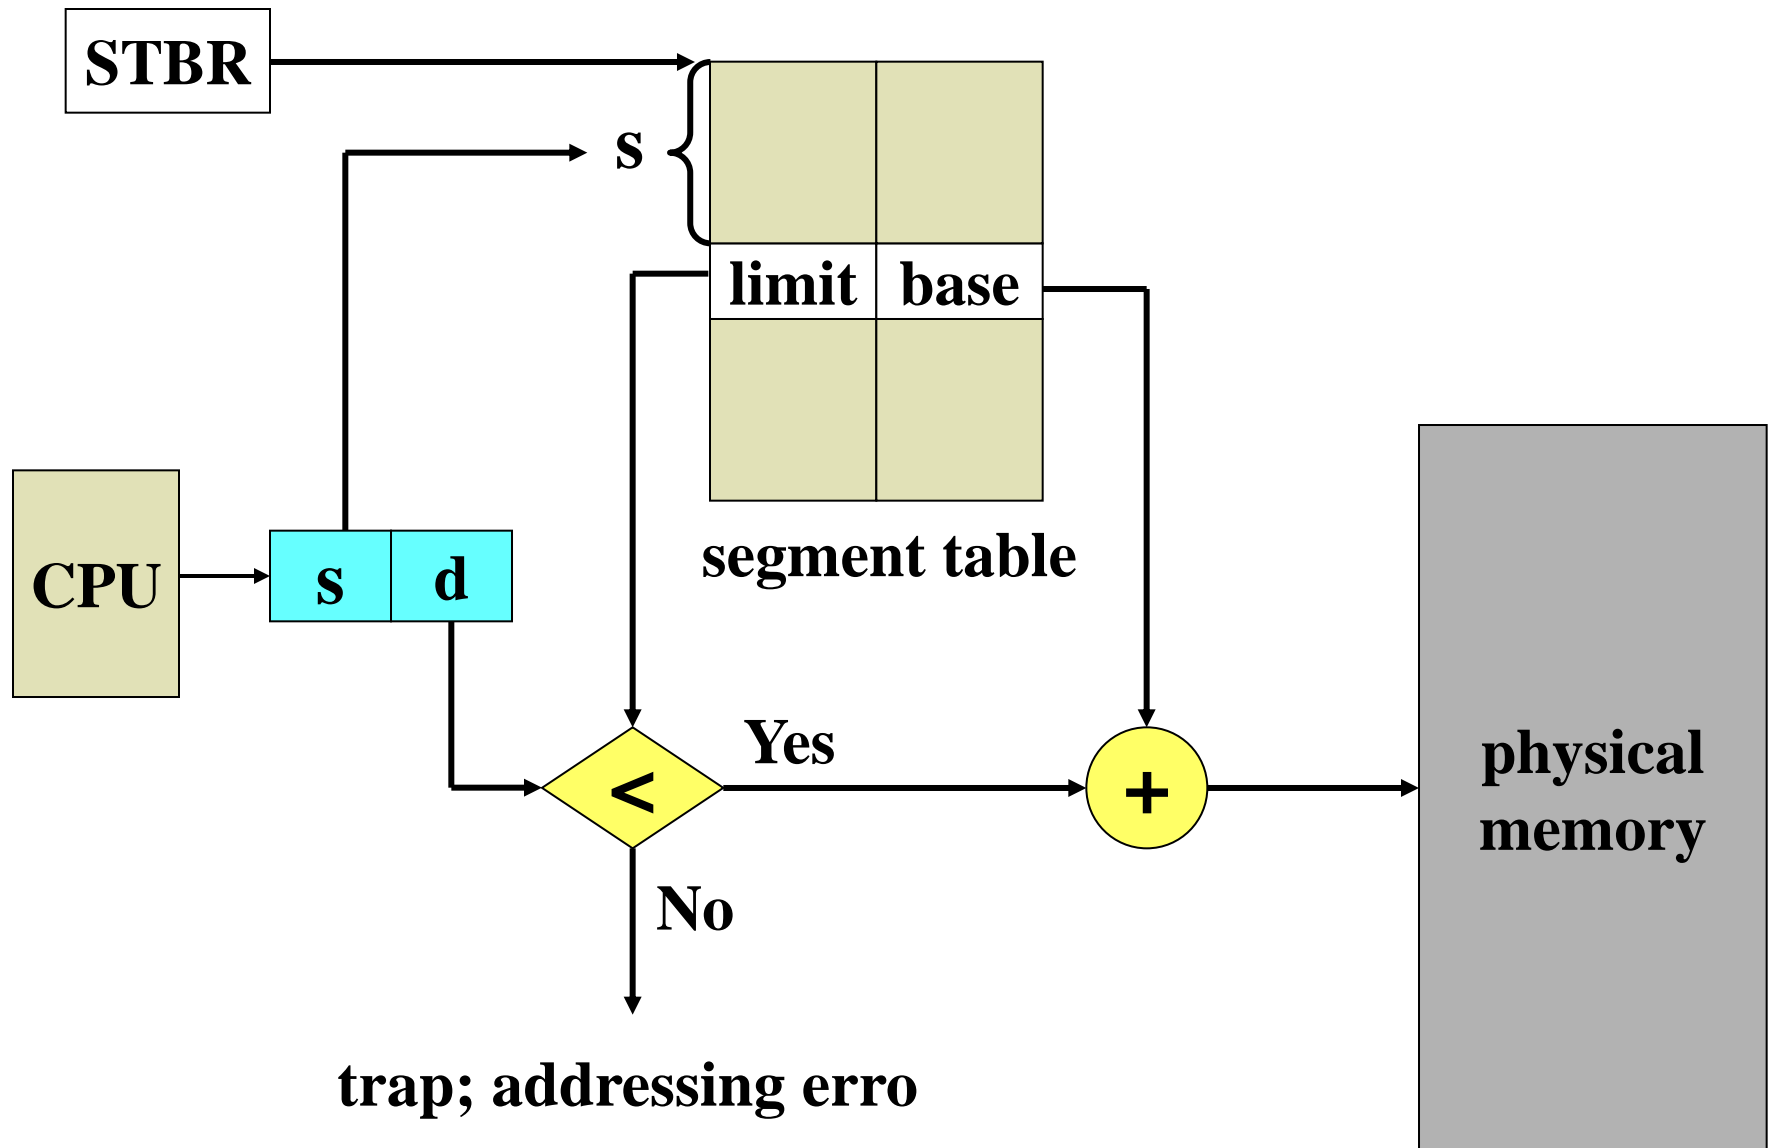 STBR
s
limit base
segment table
CPU
s d
Yes
<
+
physical
memory
No
trap; addressing erro